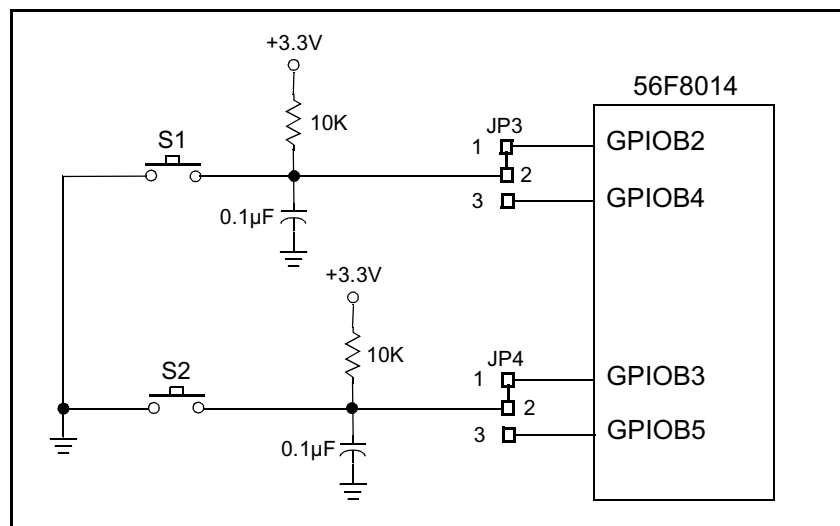 +3.3V
56F8014
10K
S1
JP3
1
GPIOB2
2
3
GPIOB4
0.1µF
+3.3V
10K
S2
JP4
1
GPIOB3
2
3
GPIOB5
0.1µF